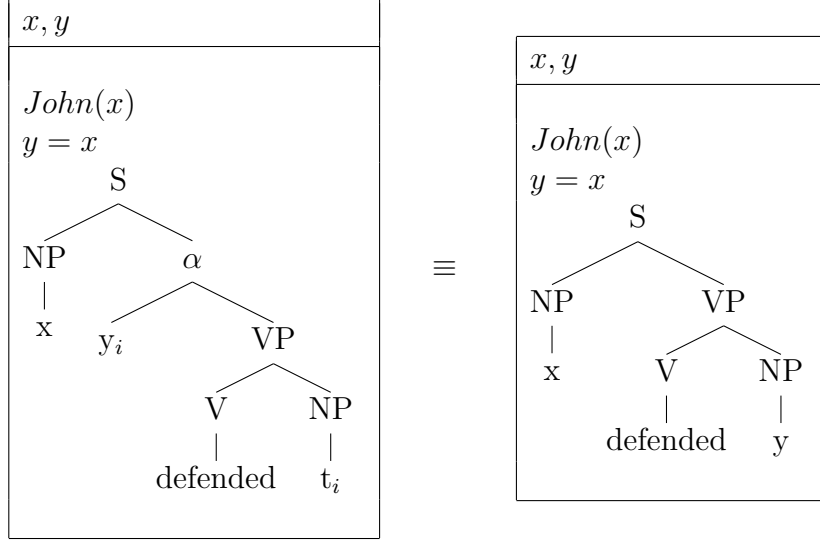 x, y
John(x)
y = x
S
NP α
x y_i VP
V NP
defended t_i
≡
x, y
John(x)
y = x
S
NP VP
x V NP
defended y